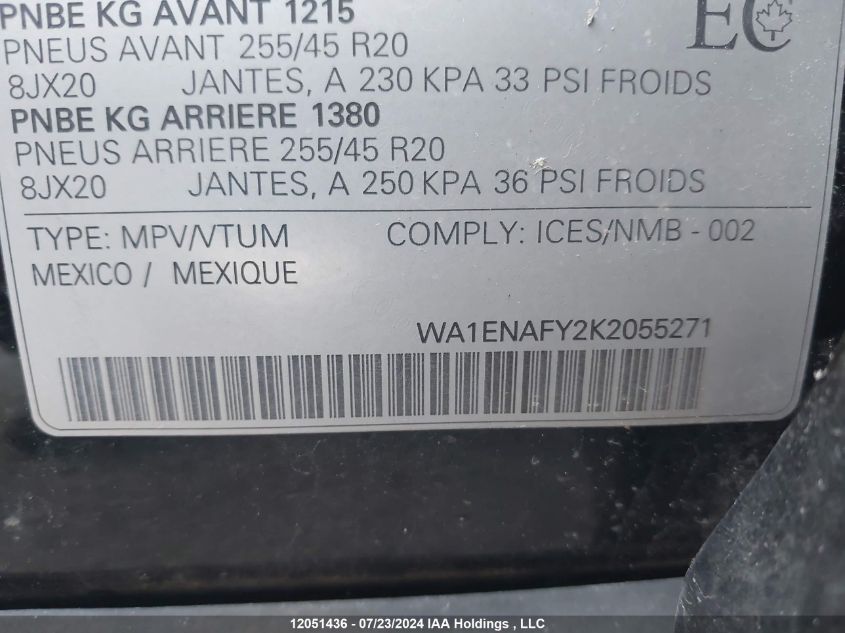 PNBE KG AVANT 1215
PNEUS AVANT 255/45 R20
8JX20 JANTES, A 230 KPA 33 PSI FROIDS
PNBE KG ARRIERE 1380
PNEUS ARRIERE 255/45 R20
8JX20 JANTES, A 250 KPA 36 PSI FROIDS
EC
TYPE: MPV/VTUM COMPLY: ICES/NMB - 002
MEXICO / MEXIQUE
WA1ENAFY2K2055271
12051436 - 07/23/2024 IAA Holdings , LLC